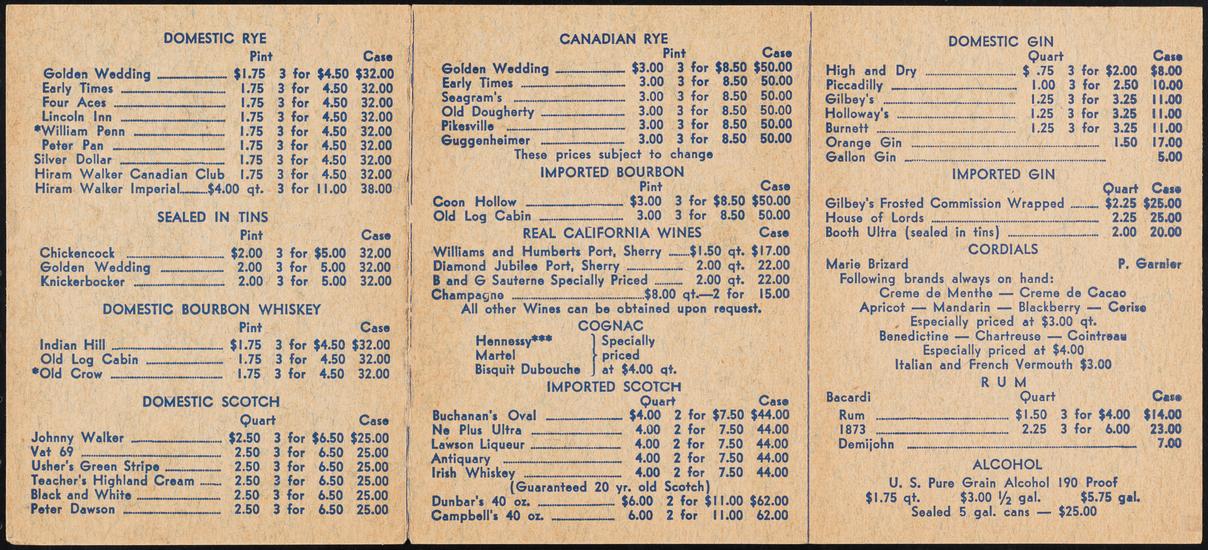 DOMESTIC RYE
Pint Case
Golden Wedding $1.75 3 for $4.50 $32.00
Early Times 1.75 3 for 4.50 32.00
Four Aces 1.75 3 for 4.50 32.00
Lincoln Inn 1.75 3 for 4.50 32.00
*William Penn 1.75 3 for 4.50 32.00
Peter Pan 1.75 3 for 4.50 32.00
Silver Dollar 1.75 3 for 4.50 32.00
Hiram Walker Canadian Club 1.75 3 for 4.50 32.00
Hiram Walker Imperial $4.00 qt. 3 for 11.00 38.00
SEALED IN TINS
Pint Case
Chickencock $2.00 3 for $5.00 32.00
Golden Wedding 2.00 3 for 5.00 32.00
Knickerbocker 2.00 3 for 5.00 32.00
DOMESTIC BOURBON WHISKEY
Pint Case
Indian Hill $1.75 3 for $4.50 $32.00
Old Log Cabin 1.75 3 for 4.50 32.00
*Old Crow 1.75 3 for 4.50 32.00
DOMESTIC SCOTCH
Quart Case
Johnny Walker $2.50 3 for $6.50 $25.00
Vat 69 2.50 3 for 6.50 25.00
Usher's Green Stripe 2.50 3 for 6.50 25.00
Teacher's Highland Cream 2.50 3 for 6.50 25.00
Black and White 2.50 3 for 6.50 25.00
Peter Dawson 2.50 3 for 6.50 25.00
CANADIAN RYE
Pint Case
Golden Wedding $3.00 3 for $8.50 $50.00
Early Times 3.00 3 for 8.50 50.00
Seagram's 3.00 3 for 8.50 50.00
Old Dougherty 3.00 3 for 8.50 50.00
Pikesville 3.00 3 for 8.50 50.00
Guggenheimer 3.00 3 for 8.50 50.00
These prices subject to change
IMPORTED BOURBON
Pint Case
Coon Hollow $3.00 3 for $8.50 $50.00
Old Log Cabin 3.00 3 for 8.50 50.00
REAL CALIFORNIA WINES Case
Williams and Humberts Port, Sherry $1.50 qt. $17.00
Diamond Jubilee Port, Sherry 2.00 qt. 22.00
B and G Sauterne Specially Priced 2.00 qt. 22.00
Champagne $8.00 qt.—2 for 15.00
All other Wines can be obtained upon request.
COGNAC
Hennessy*** } Specially
Martel } priced
Bisquit Dubouche } at $4.00 qt.
IMPORTED SCOTCH
Quart Case
Buchanan's Oval $4.00 2 for $7.50 $44.00
Ne Plus Ultra 4.00 2 for 7.50 44.00
Lawson Liqueur 4.00 2 for 7.50 44.00
Antiquary 4.00 2 for 7.50 44.00
Irish Whiskey 4.00 2 for 7.50 44.00
(Guaranteed 20 yr. old Scotch)
Dunbar's 40 oz. $6.00 2 for $11.00 $62.00
Campbell's 40 oz. 6.00 2 for 11.00 62.00
DOMESTIC GIN
Quart Case
High and Dry $ .75 3 for $2.00 $8.00
Piccadilly 1.00 3 for 2.50 10.00
Gilbey's 1.25 3 for 3.25 11.00
Holloway's 1.25 3 for 3.25 11.00
Burnett 1.25 3 for 3.25 11.00
Orange Gin 1.50 17.00
Gallon Gin 5.00
IMPORTED GIN
Quart Case
Gilbey's Frosted Commission Wrapped $2.25 $25.00
House of Lords 2.25 25.00
Booth Ultra (sealed in tins) 2.00 20.00
CORDIALS
Marie Brizard P. Garnier
Following brands always on hand:
Creme de Menthe — Creme de Cacao
Apricot — Mandarin — Blackberry — Cerise
Especially priced at $3.00 qt.
Benedictine — Chartreuse — Cointreau
Especially priced at $4.00
Italian and French Vermouth $3.00
RUM
Bacardi Quart Case
Rum $1.50 3 for $4.00 $14.00
1873 2.25 3 for 6.00 23.00
Demijohn 7.00
ALCOHOL
U. S. Pure Grain Alcohol 190 Proof
$1.75 qt. $3.00 ½ gal. $5.75 gal.
Sealed 5 gal. cans — $25.00